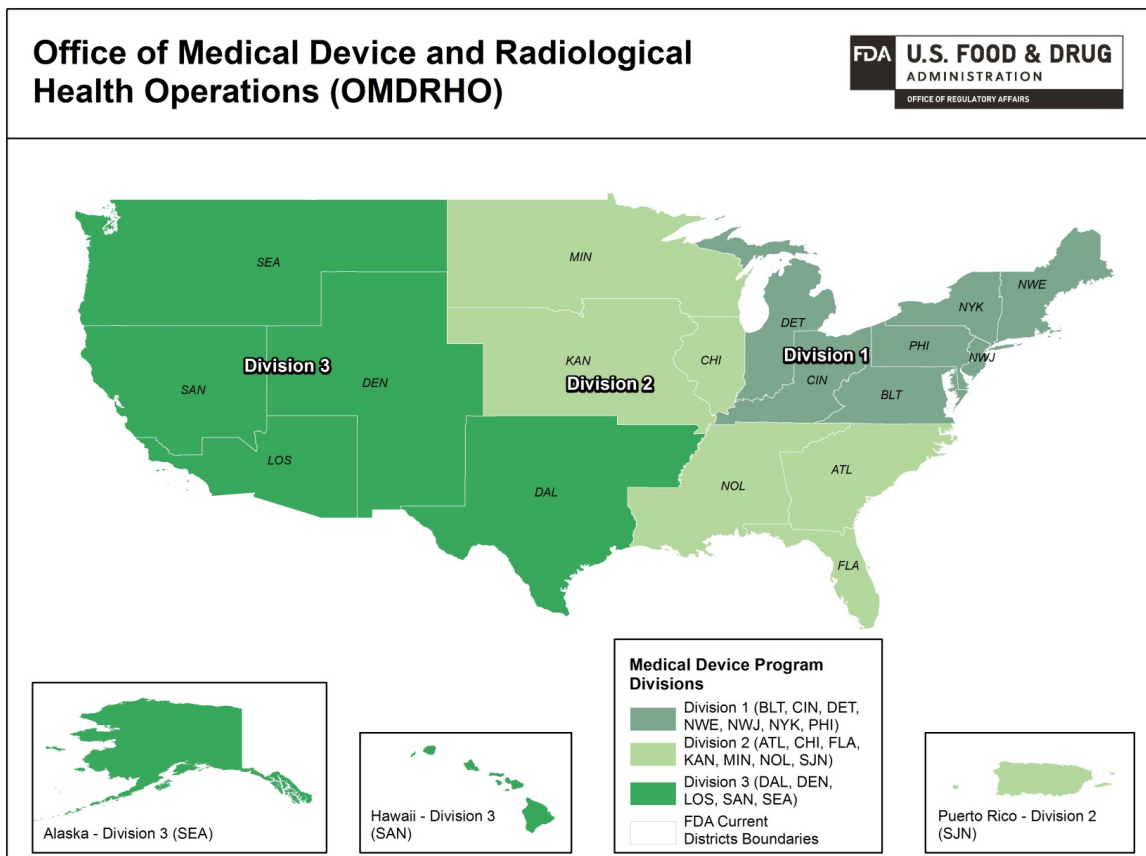 Office of Medical Device and Radiological
Health Operations (OMDRHO)
FDA
U.S. FOOD & DRUG
ADMINISTRATION
OFFICE OF REGULATORY AFFAIRS
SEA
MIN
NWE
NYK
DET
PHI
Division 3
KAN
CHI
Division 1
NWJ
SAN
DEN
Division 2
CIN
BLT
LOS
ATL
DAL
NOL
FLA
Medical Device Program
Divisions
Division 1 (BLT, CIN, DET,
NWE, NWJ, NYK, PHI)
Division 2 (ATL, CHI, FLA,
KAN, MIN, NOL, SJN)
Division 3 (DAL, DEN,
LOS, SAN, SEA)
FDA Current
Districts Boundaries
Alaska - Division 3 (SEA)
Hawaii - Division 3
(SAN)
Puerto Rico - Division 2
(SJN)